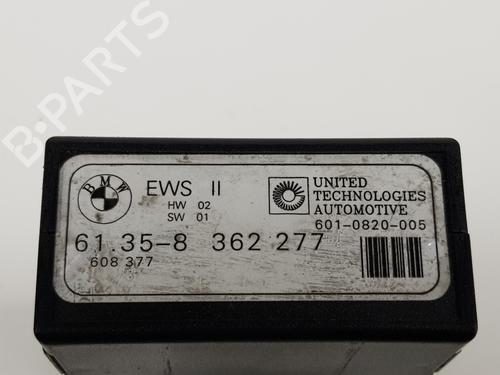 BMW
EWS II
HW 02
SW 01
UNITED
TECHNOLOGIES
AUTOMOTIVE
601-0820-005
61.35-8 362 277
608 377
B-PARTS